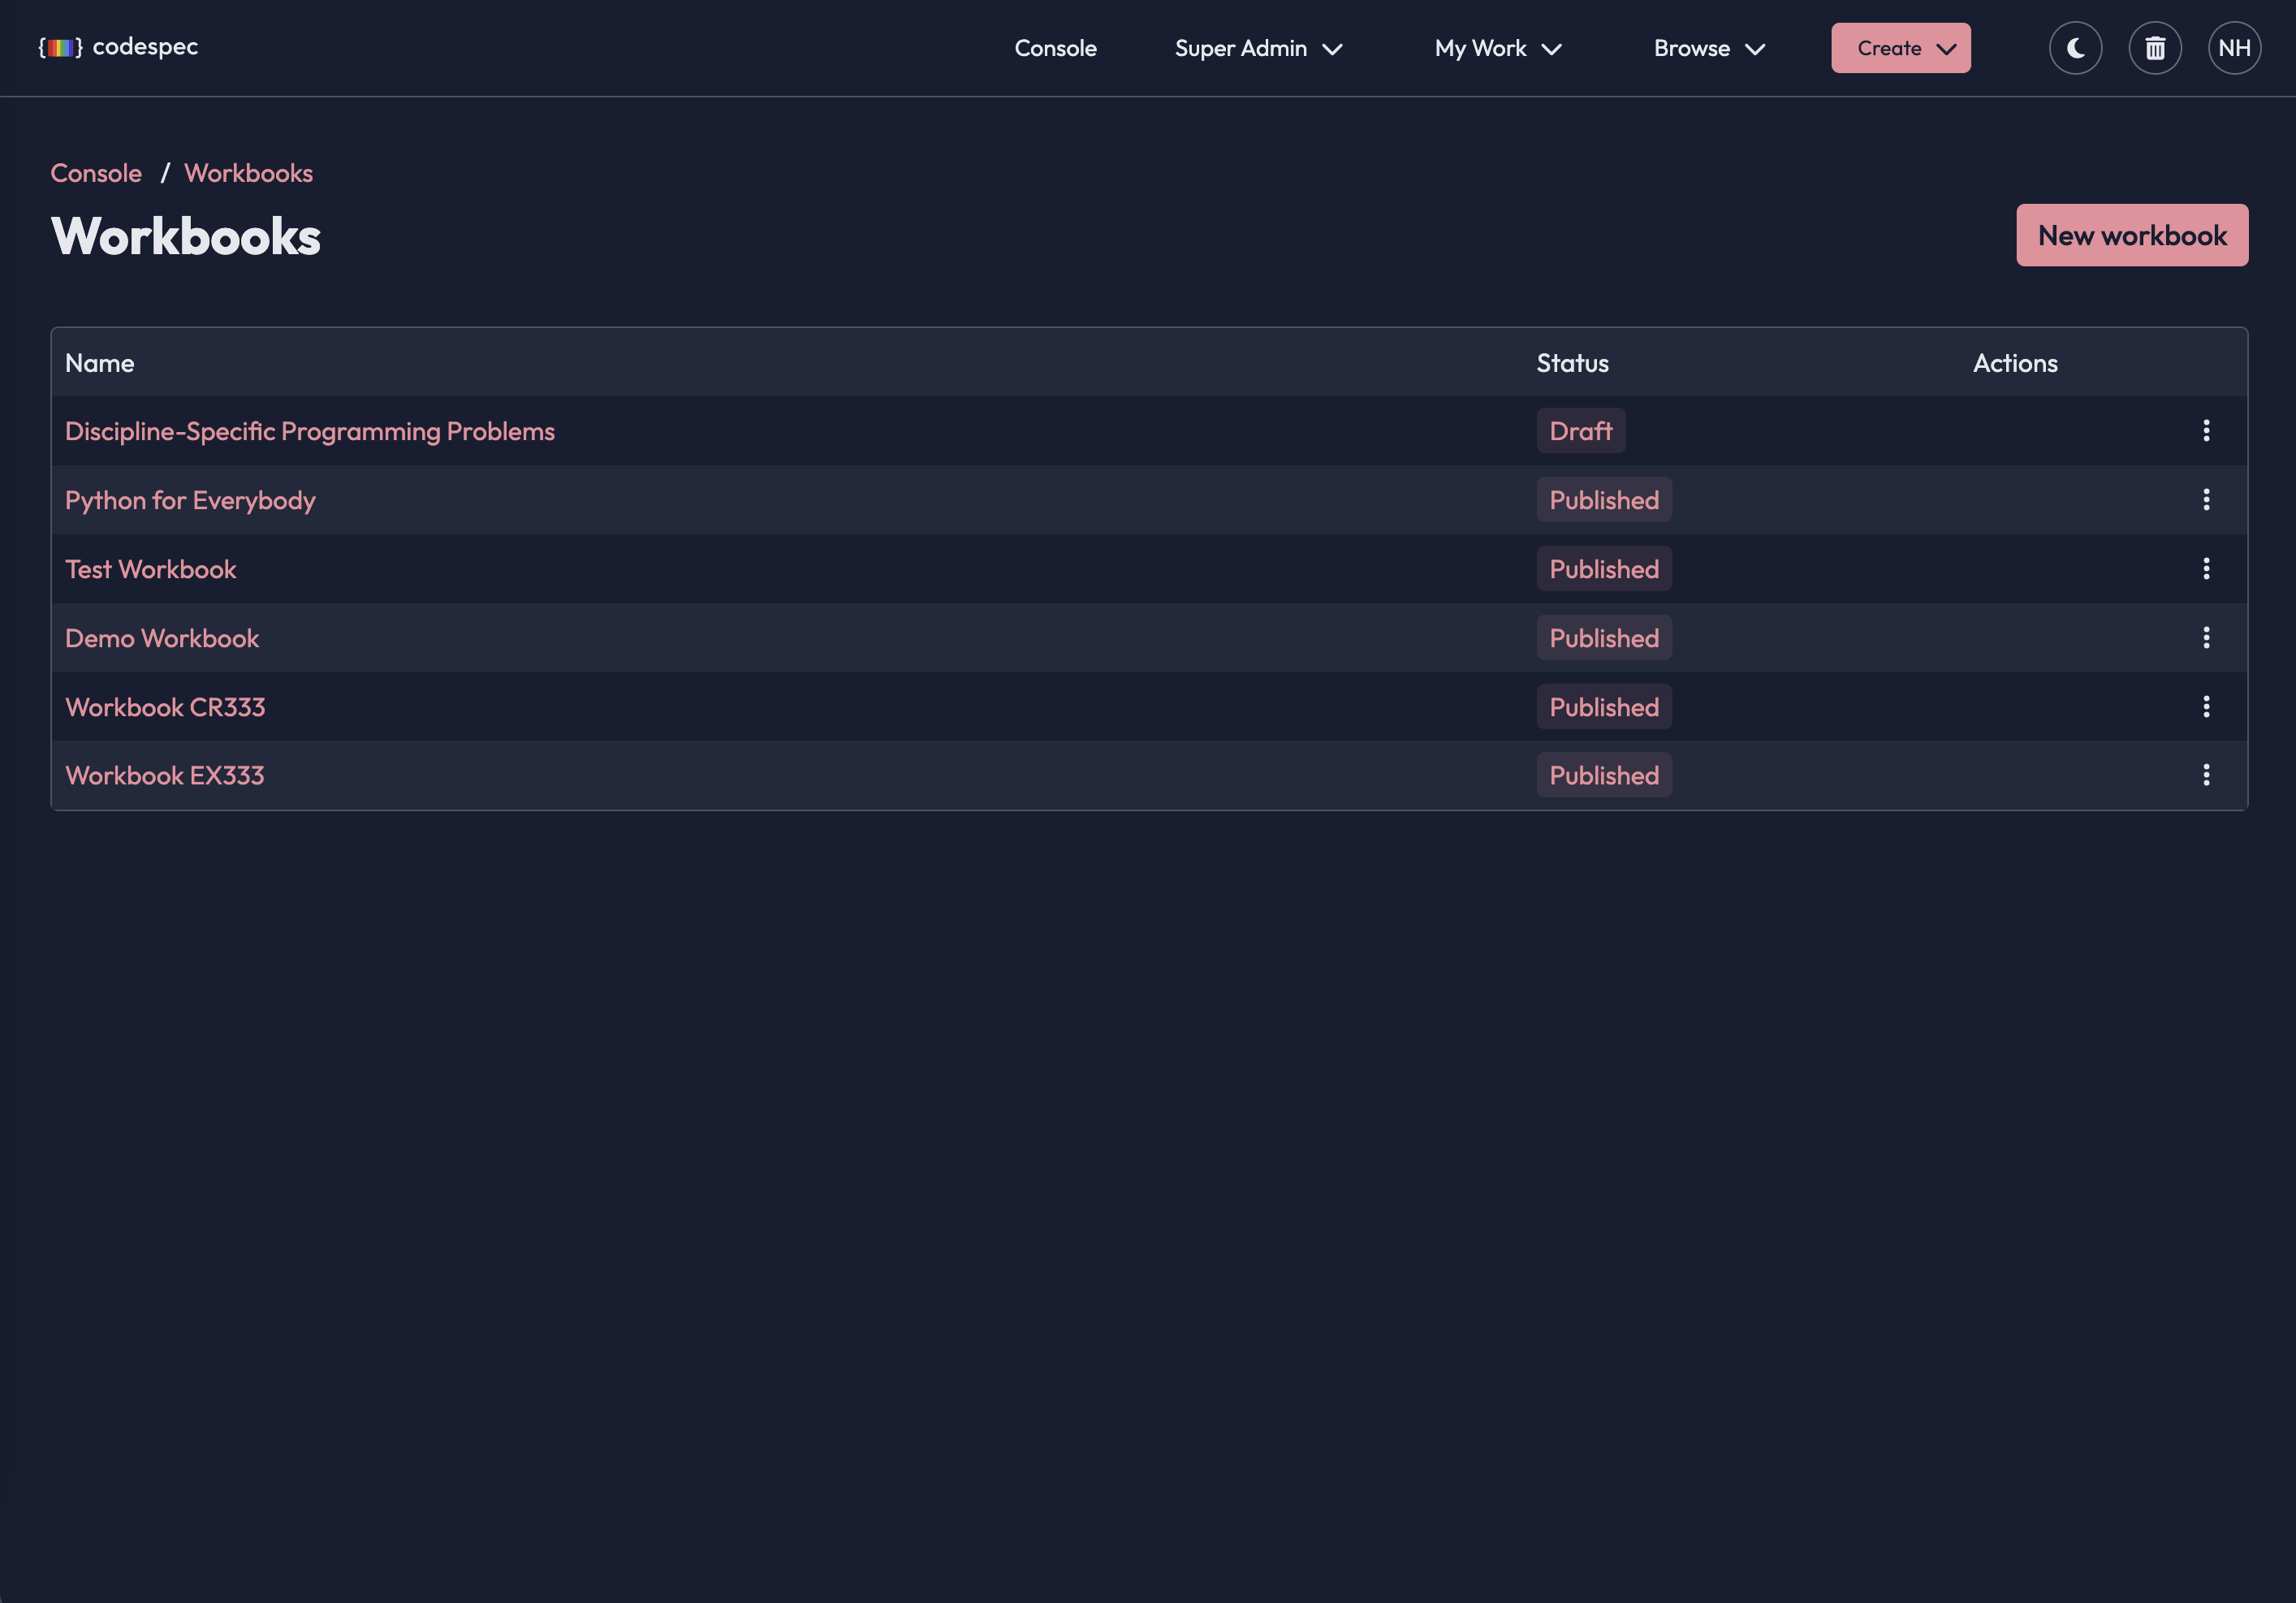 codespec
Console Super Admin My Work Browse Create NH
Console / Workbooks
Workbooks
New workbook
Name Status Actions
Discipline-Specific Programming Problems Draft
Python for Everybody Published
Test Workbook Published
Demo Workbook Published
Workbook CR333 Published
Workbook EX333 Published